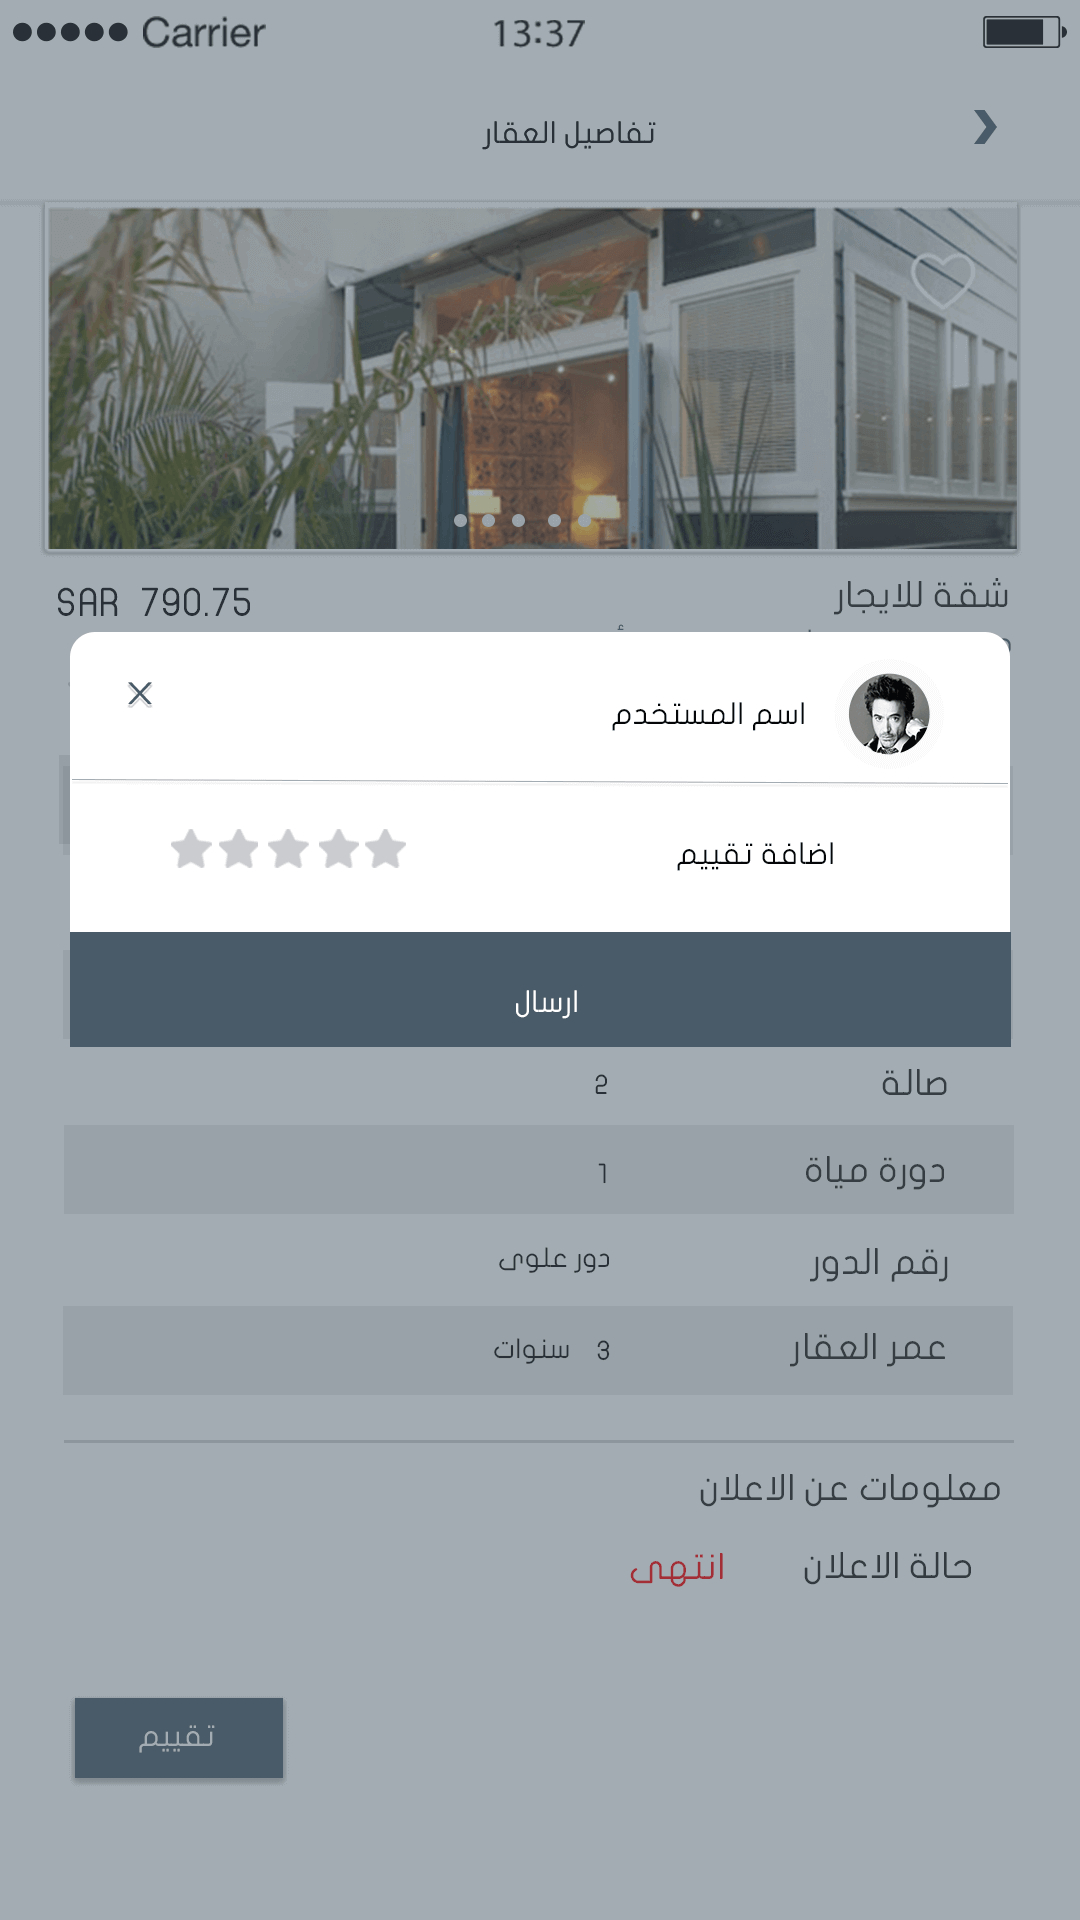 Carrier 13:37
تفاصيل العقار
شقة للايجار SAR 790.75
اسم المستخدم
اضافة تقييم
ارسال
صالة 2
دورة مياة 1
رقم الدور دور علوى
عمر العقار 3 سنوات
معلومات عن الاعلان
حالة الاعلان انتهى
تقييم